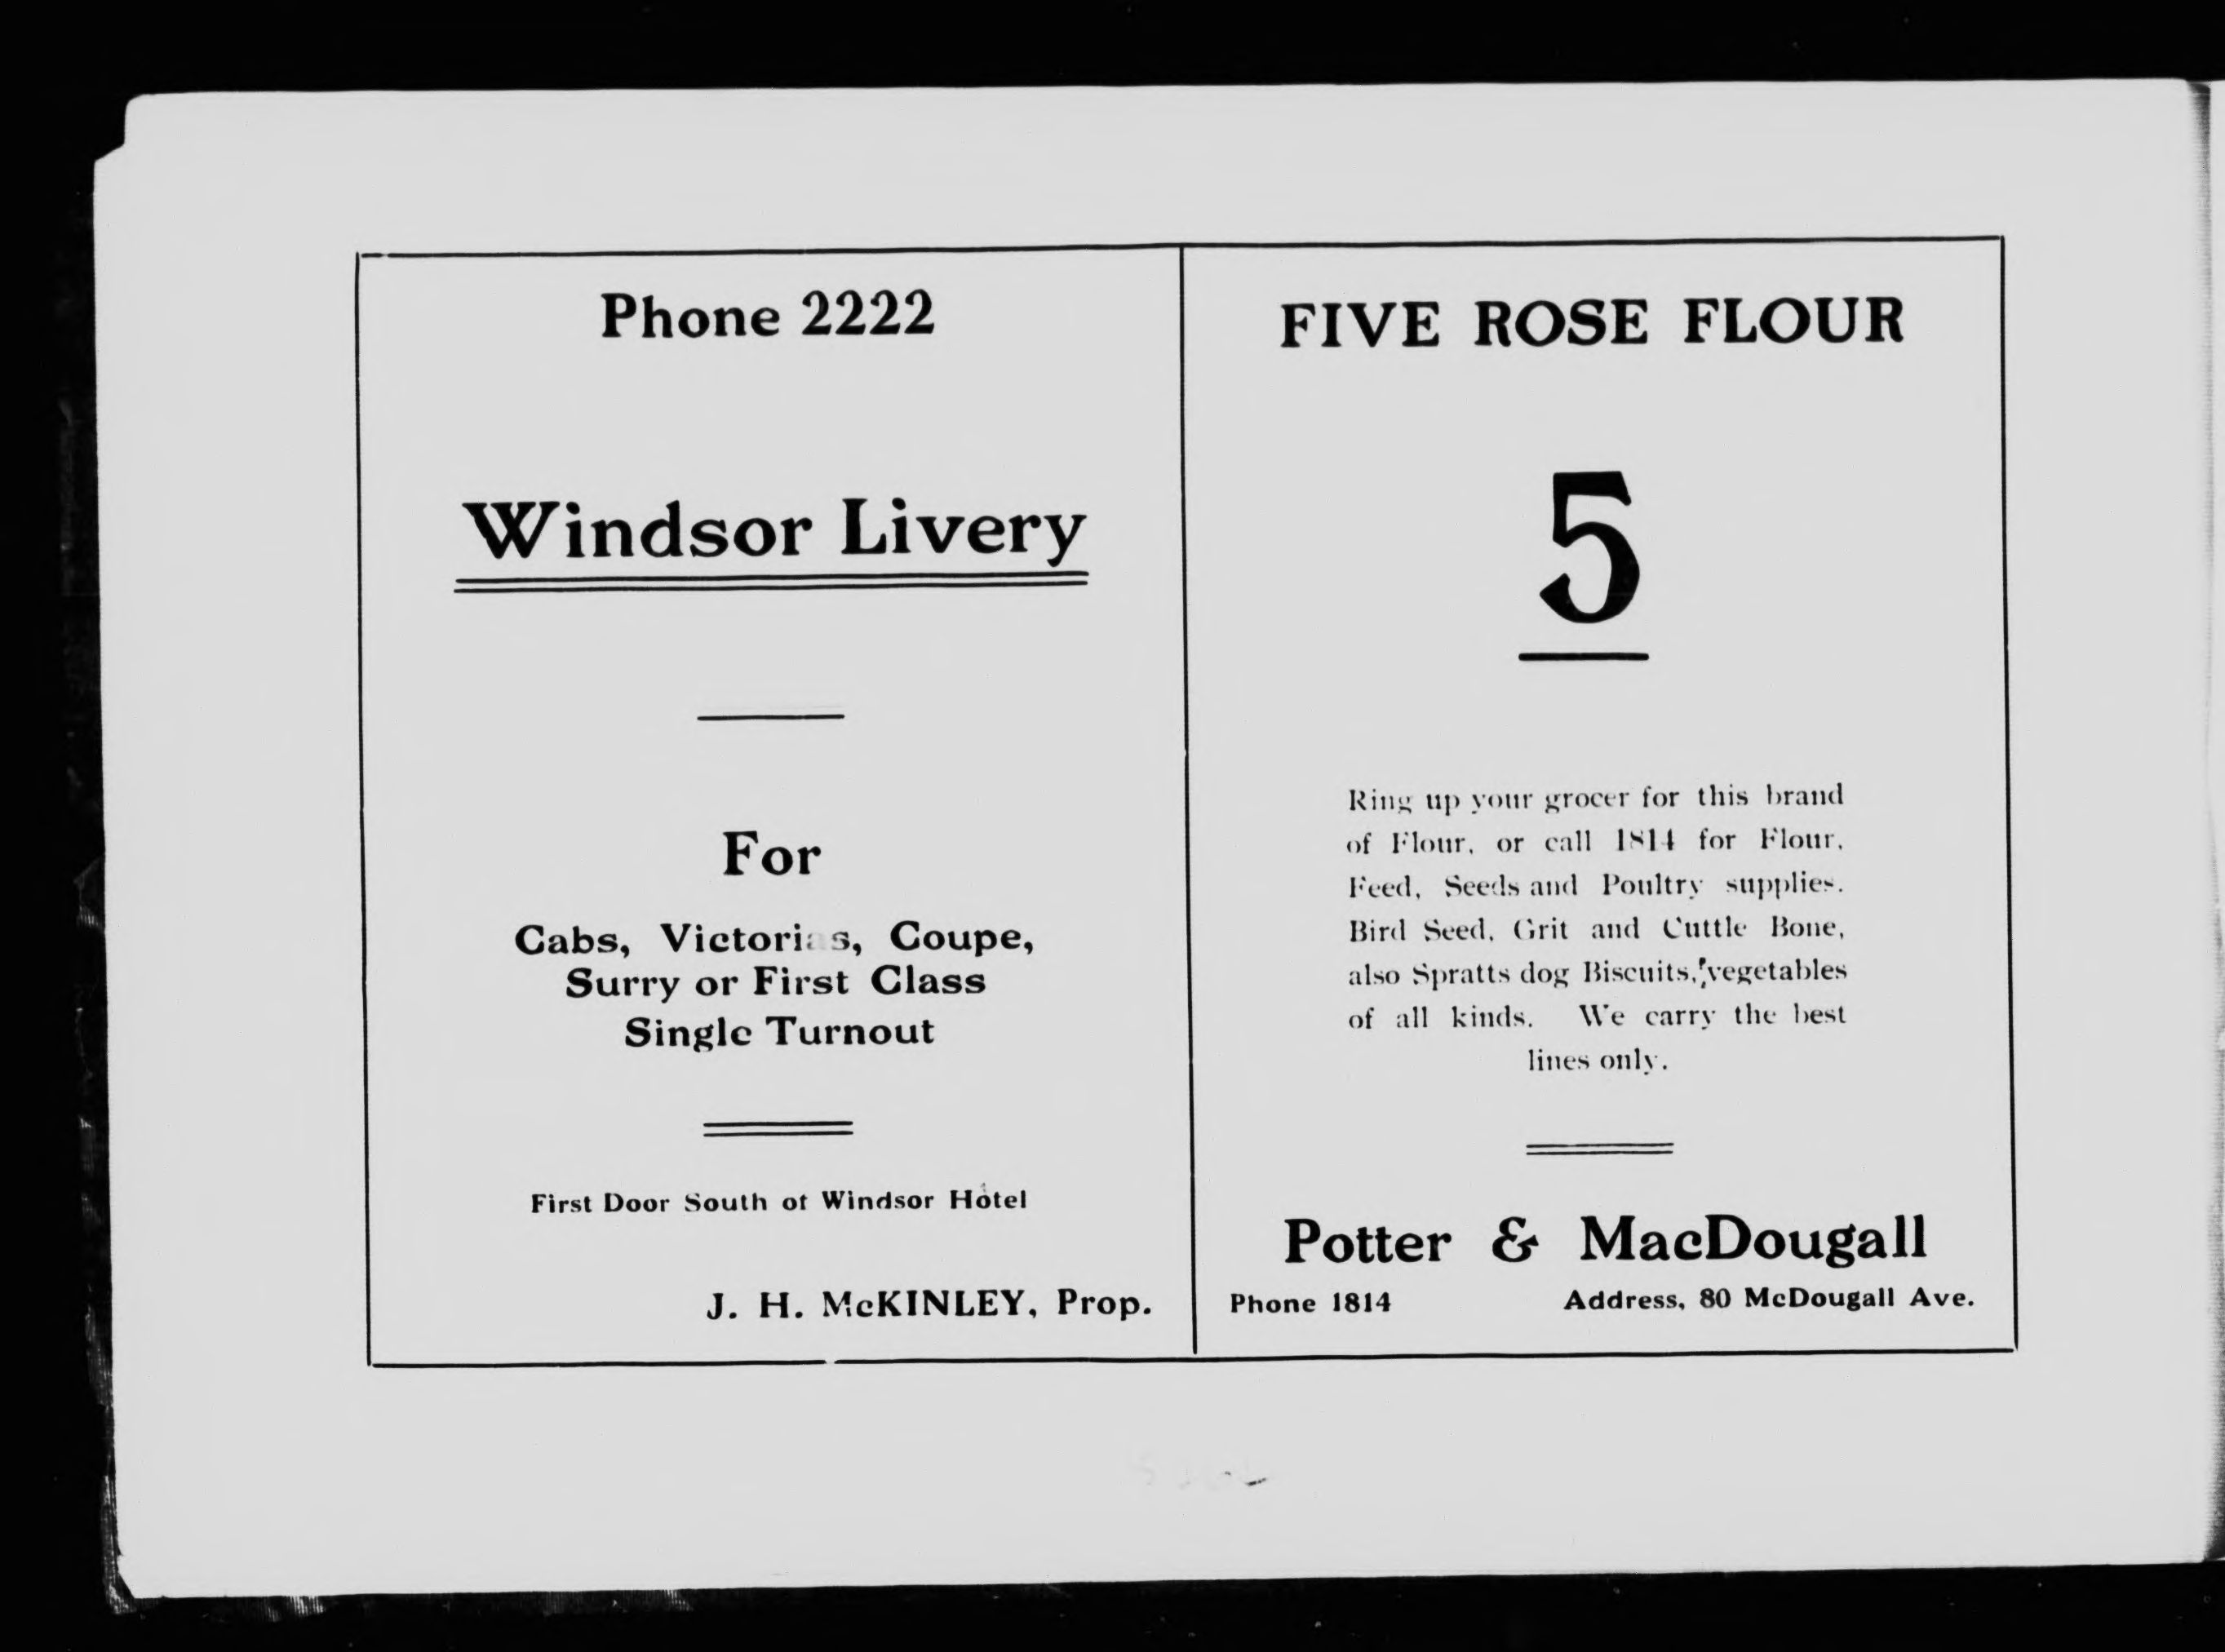 Phone 2222
Windsor Livery
For
Cabs, Victorias, Coupe,
Surry or First Class
Single Turnout
First Door South of Windsor Hotel
J. H. McKINLEY, Prop.
FIVE ROSE FLOUR
5
Ring up your grocer for this brand
of Flour, or call 1814 for Flour,
Feed, Seeds and Poultry supplies.
Bird Seed, Grit and Cuttle Bone,
also Spratts dog Biscuits, vegetables
of all kinds. We carry the best
lines only.
Potter & MacDougall
Phone 1814 Address, 80 McDougall Ave.